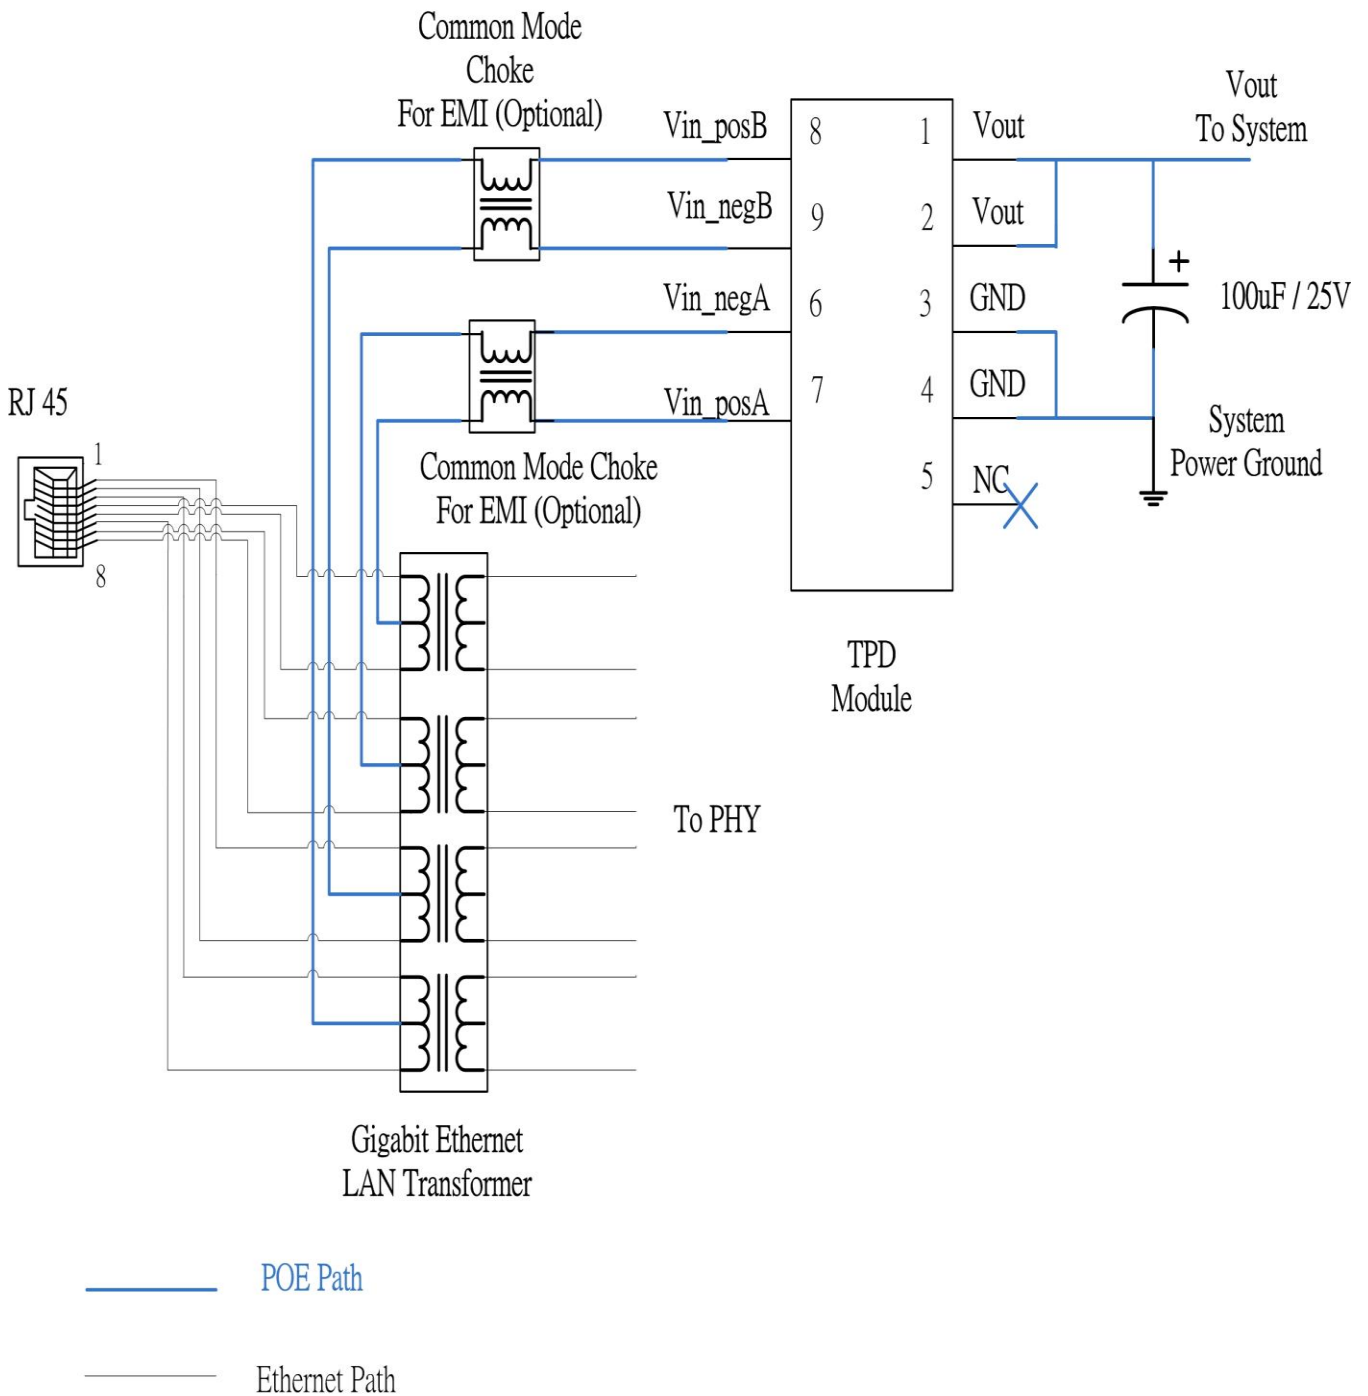 Common Mode
Choke
For EMI (Optional)
Vout
To System
Vin_posB
8
1
Vout
Vin_negB
9
2
Vout
Vin_negA
6
3
GND
100uF / 25V
Vin_posA
7
4
GND
RJ 45
System
Power Ground
1
Common Mode Choke
For EMI (Optional)
5
NC
8
TPD
Module
To PHY
Gigabit Ethernet
LAN Transformer
POE Path
Ethernet Path
+